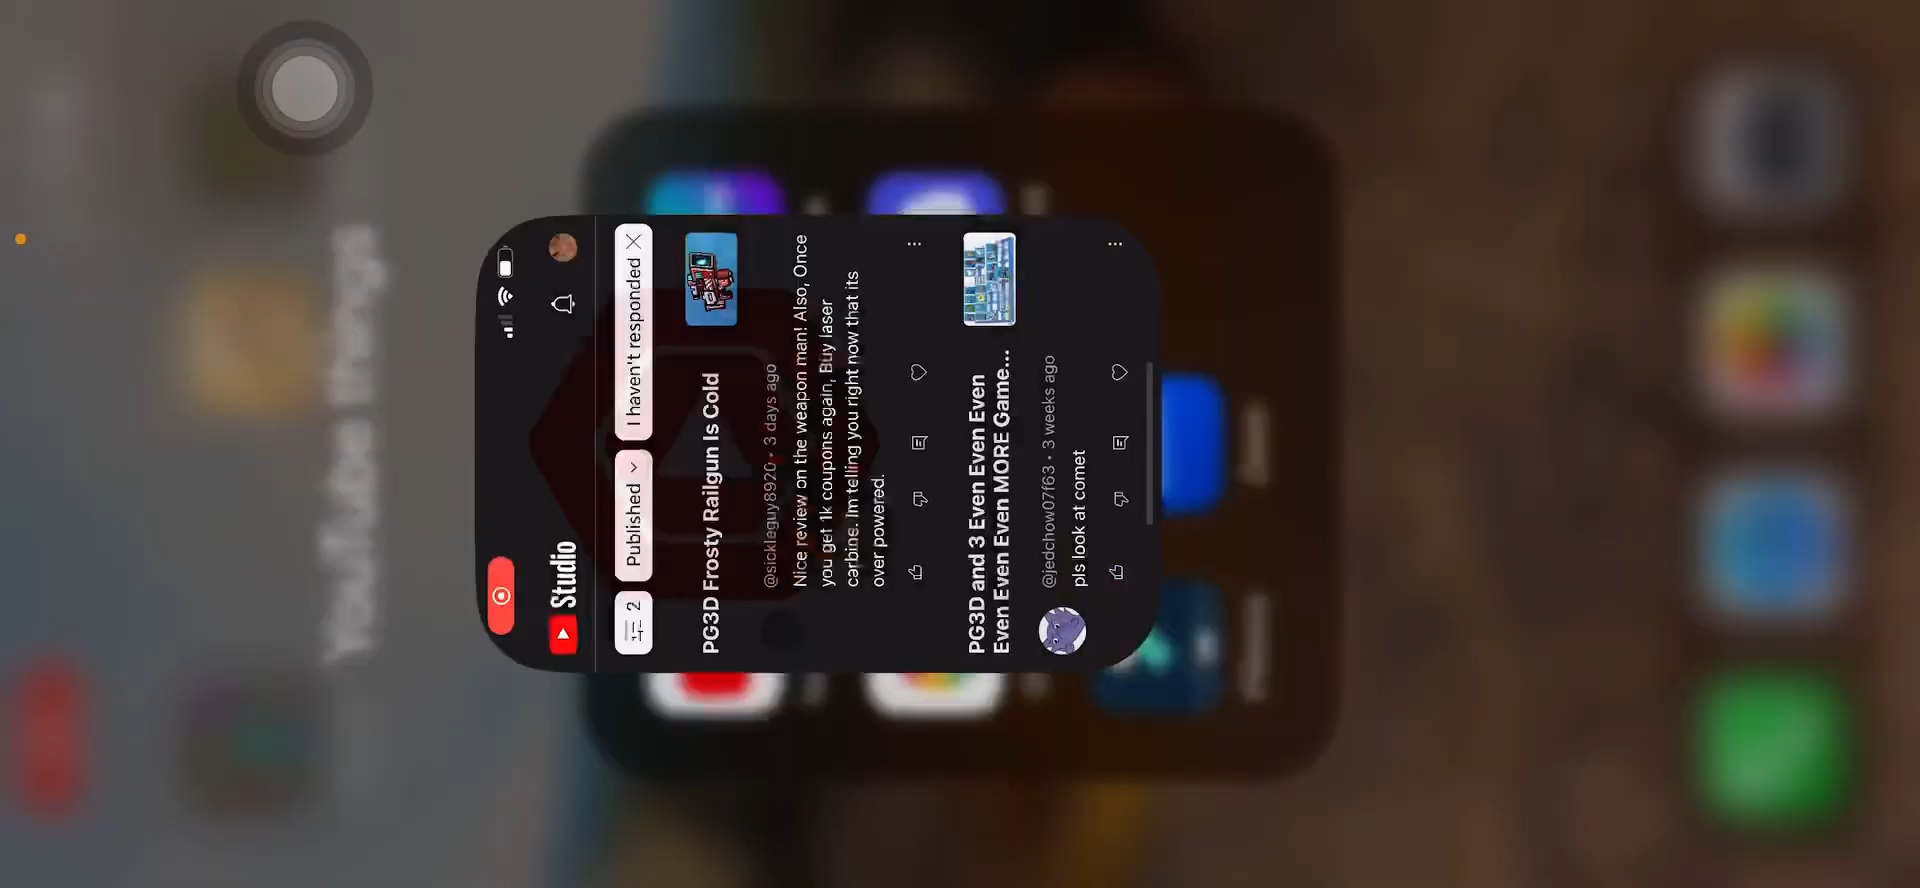 YouTube things
Studio
2
Published
I haven't responded
PG3D Frosty Railgun Is Cold
@sickleguy8920 • 3 days ago
Nice review on the weapon man! Also, Once
you get 1k coupons again, Buy laser
carbine. Im telling you right now that its
over powered.
PG3D and 3 Even Even Even
Even Even Even MORE Game...
@jedchow07f63 • 3 weeks ago
pls look at comet